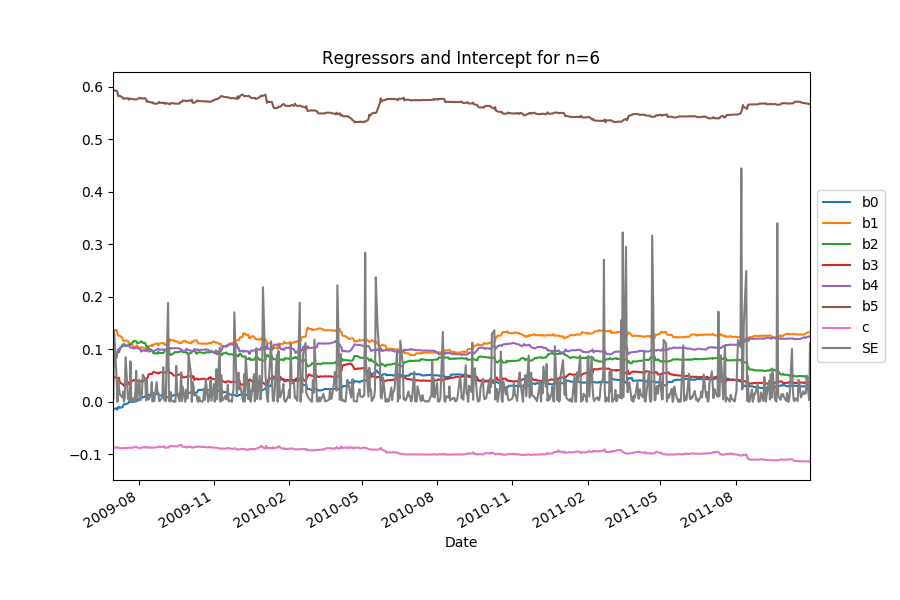 Regressors and Intercept for n=6
0.6
0.5
0.4
0.3
0.2
0.1
0.0
−0.1
2009-08
2009-11
2010-02
2010-05
2010-08
2010-11
2011-02
2011-05
2011-08
Date
b0
b1
b2
b3
b4
b5
c
SE